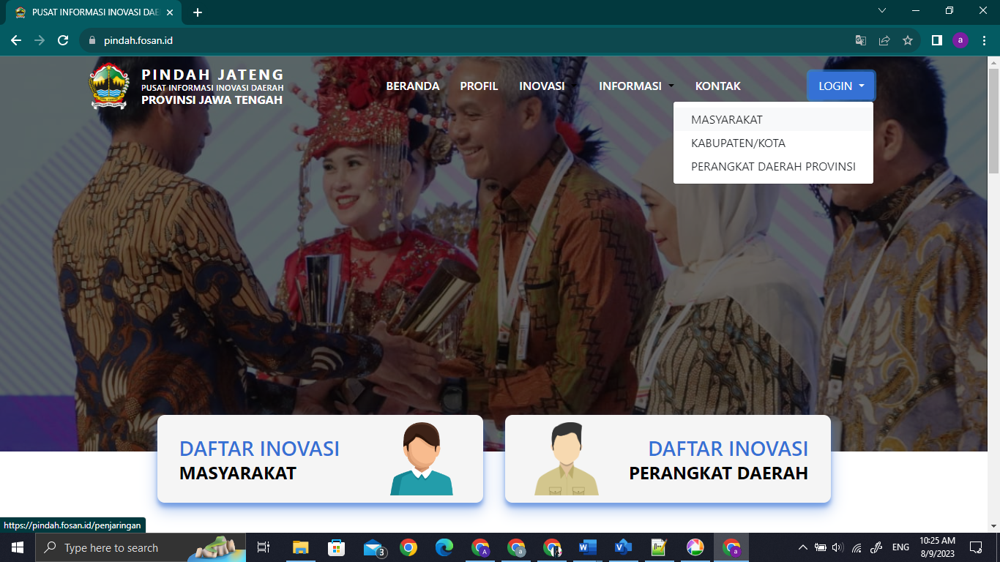 PUSAT INFORMASI INOVASI DAE
pindah.fosan.id
a
PINDAH JATENG
PUSAT INFORMASI INOVASI DAERAH
PROVINSI JAWA TENGAH
BERANDA PROFIL INOVASI INFORMASI KONTAK LOGIN
MASYARAKAT
KABUPATEN/KOTA
PERANGKAT DAERAH PROVINSI
DAFTAR INOVASI
MASYARAKAT
DAFTAR INOVASI
PERANGKAT DAERAH
https://pindah.fosan.id/penjaringan
Type here to search
3
ENG
10:25 AM
8/9/2023